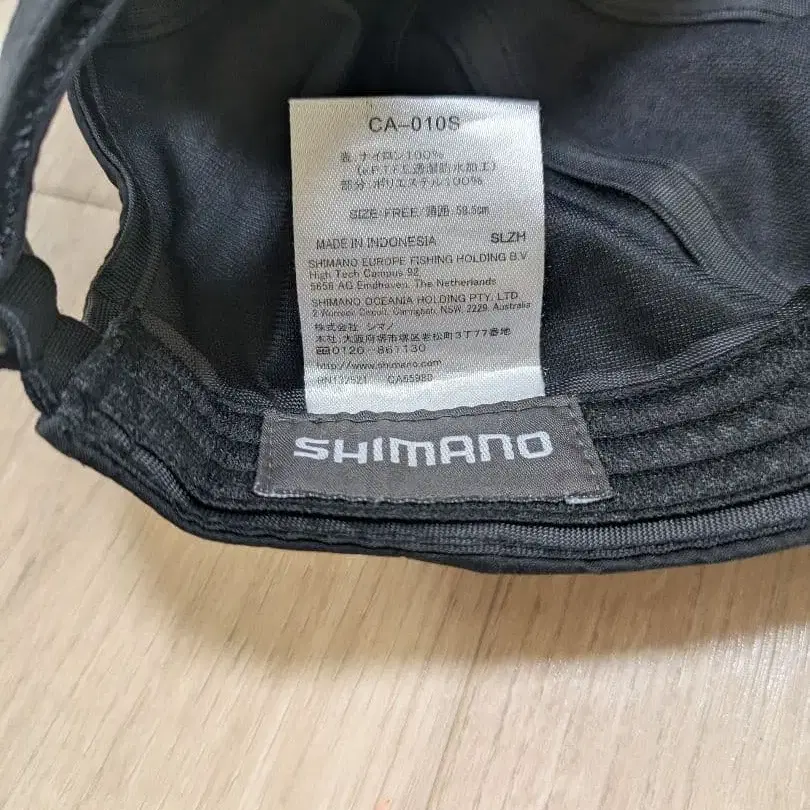 CA-010S
表:ナイロン100%
(e.P.T.F.E透湿防水加工)
部分:ポリエステル100%
SIZE-FREE/頭囲 58.5cm
MADE IN INDONESIA SLZH
SHIMANO EUROPE FISHING HOLDING B.V
High Tech Campus 92
5656 AG Eindhoven, The Netherlands
SHIMANO OCEANIA HOLDING PTY. LTD.
2 Circuit, Caringbah, NSW, 2229, Australia
株式会社 シマノ
本社:大阪府堺市堺区老松町3丁77番地
☎0120-861130
http://www.shimano.com
RN132521 CA65980
SHIMANO